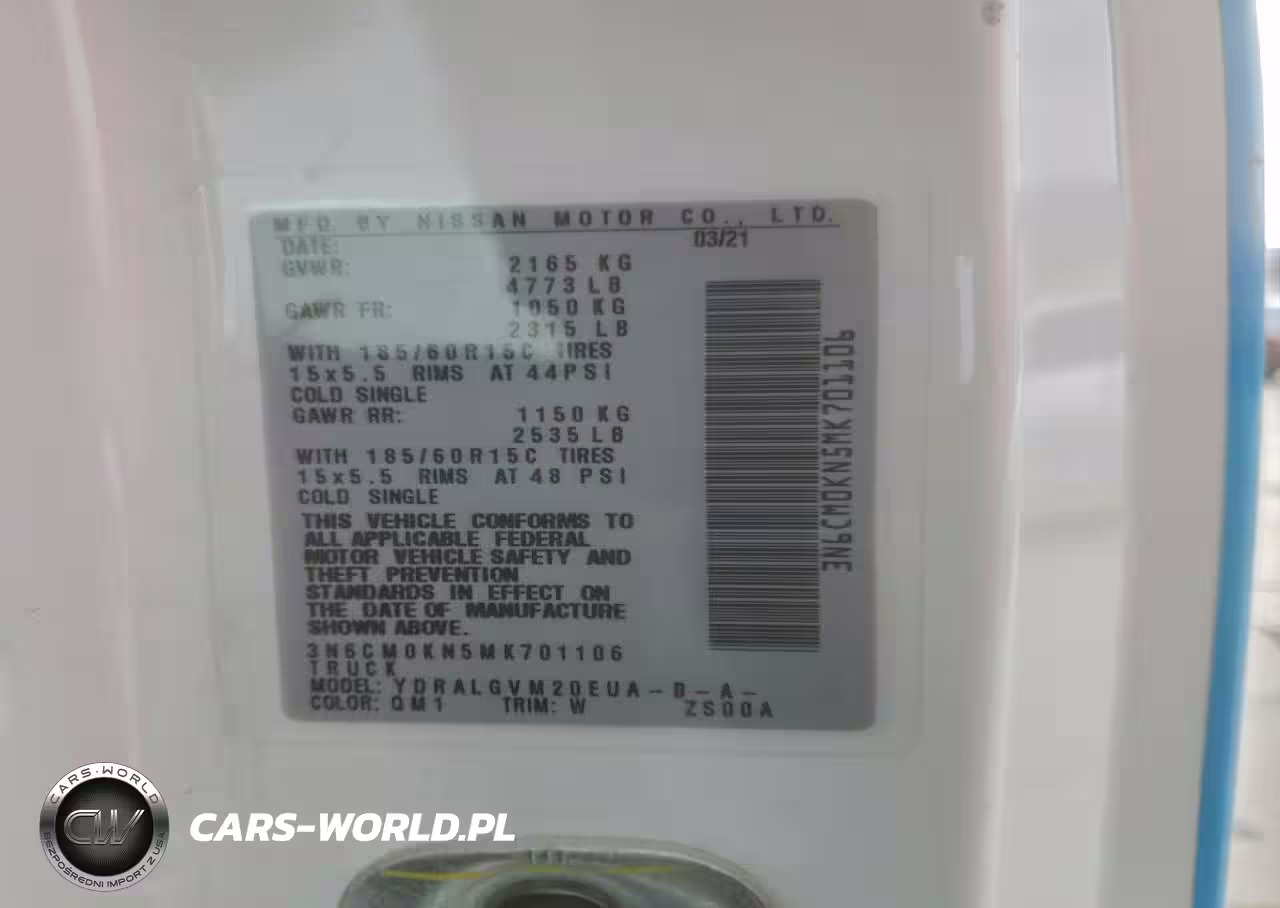 MFD. BY NISSAN MOTOR CO., LTD.
DATE: 03/21
GVWR: 2165 KG
4773 LB
GAWR FR: 1050 KG
2315 LB
WITH 185/60R15C TIRES
15x5.5 RIMS AT 44PSI
COLD SINGLE
GAWR RR: 1150 KG
2535 LB
WITH 185/60R15C TIRES
15x5.5 RIMS AT 48 PSI
COLD SINGLE
THIS VEHICLE CONFORMS TO
ALL APPLICABLE FEDERAL
MOTOR VEHICLE SAFETY AND
THEFT PREVENTION
STANDARDS IN EFFECT ON
THE DATE OF MANUFACTURE
SHOWN ABOVE.
3N6CM0KN5MK701106
TRUCK
MODEL: YDRALGVM20EUA-D-A-
COLOR: QM1 TRIM: W ZS00A
3N6CM0KN5MK701106
CARS-WORLD
CW
BEZPOŚREDNI IMPORT Z USA
CARS-WORLD.PL